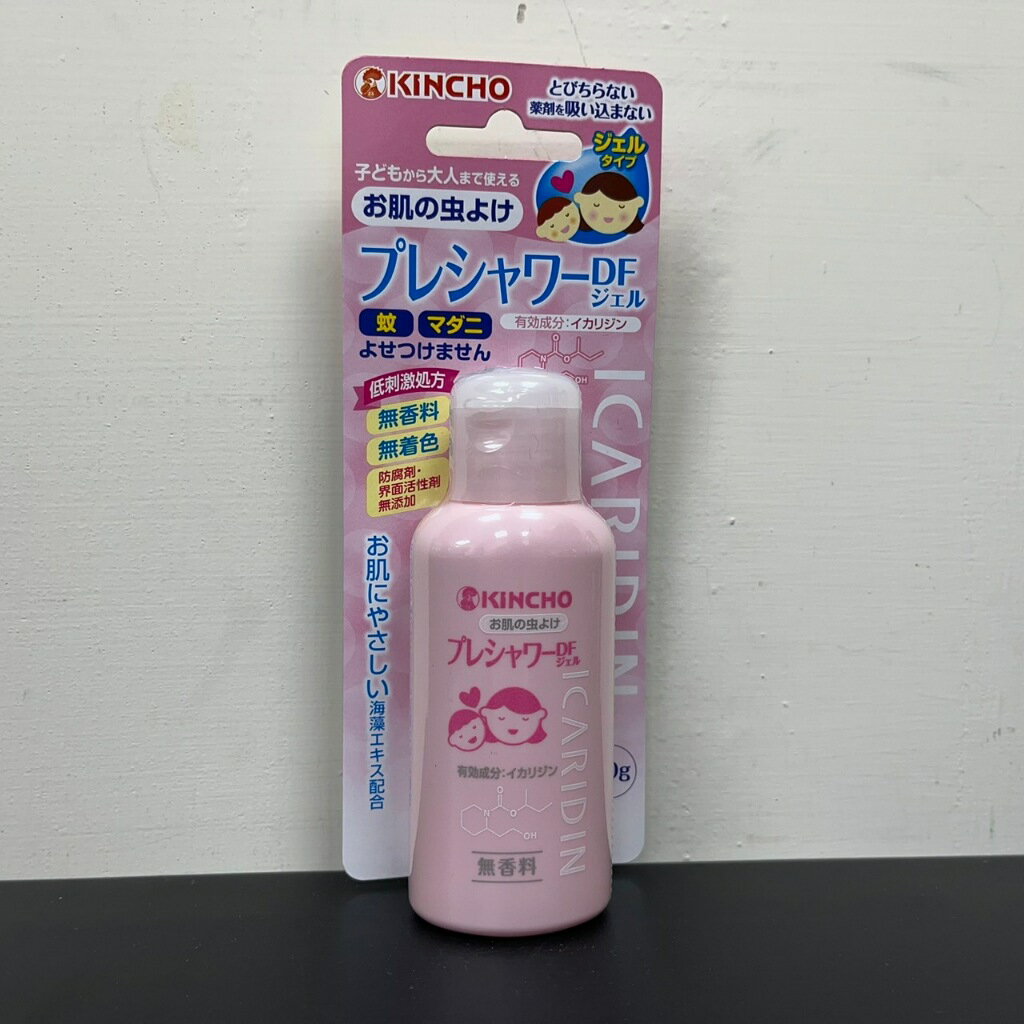 KINCHO
とびちらない
薬剤を吸い込まない
ジェル
タイプ
子どもから大人まで使える
お肌の虫よけ
プレシャワーDF
ジェル
蚊 マダニ
よせつけません
有効成分:イカリジン
低刺激処方
無香料
無着色
防腐剤・
界面活性剤
無添加
お肌にやさしい海藻エキス配合
ICARIDIN
KINCHO
お肌の虫よけ
プレシャワーDF
ジェル
有効成分:イカリジン
N
O
O
OH
無香料
ICARIDIN